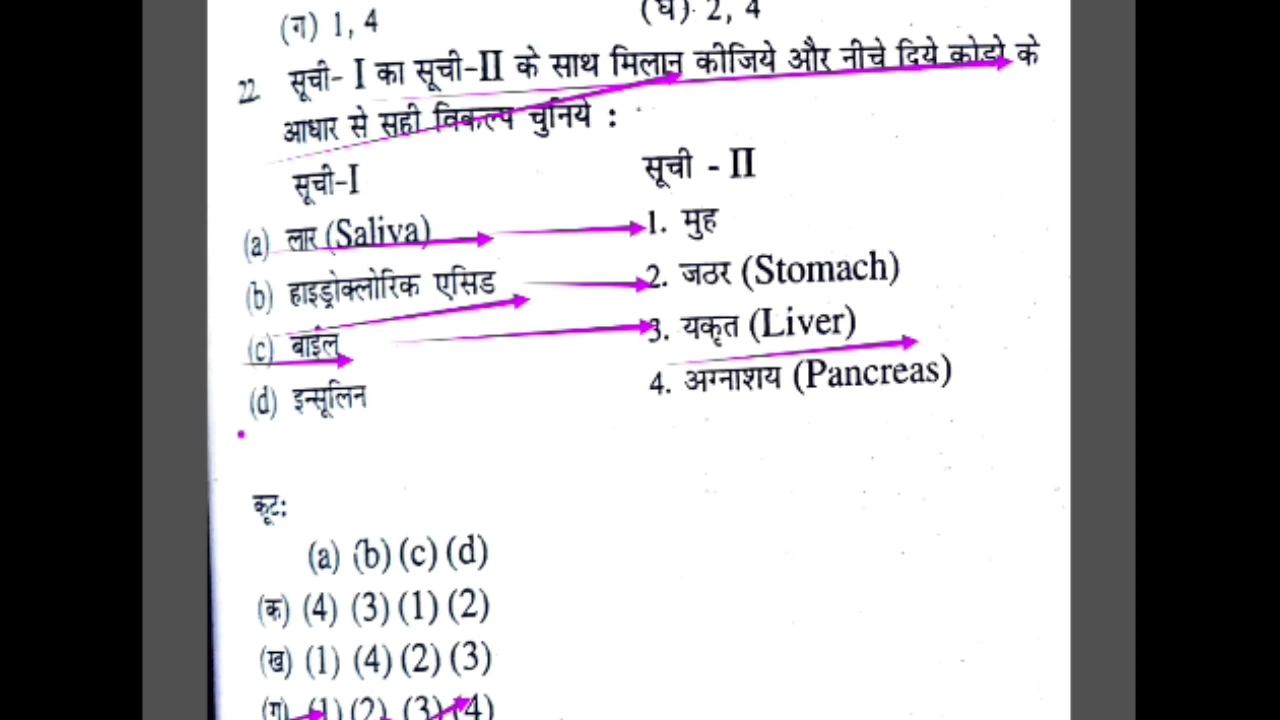 (ग) 1, 4
(घ) 2, 4
22 सूची- I का सूची-II के साथ मिलान कीजिये और नीचे दिये कोडो के
आधार से सही विकल्प चुनिये :
सूची-I
सूची - II
(a) लार (Saliva)
1. मुह
(b) हाइड्रोक्लोरिक एसिड
2. जठर (Stomach)
(c) बाईल
3. यकृत (Liver)
(d) इन्सूलिन
4. अग्नाशय (Pancreas)
कूटः
(a) (b) (c) (d)
(क) (4) (3) (1) (2)
(ख) (1) (4) (2) (3)
(ग) (1) (2) (3) (4)